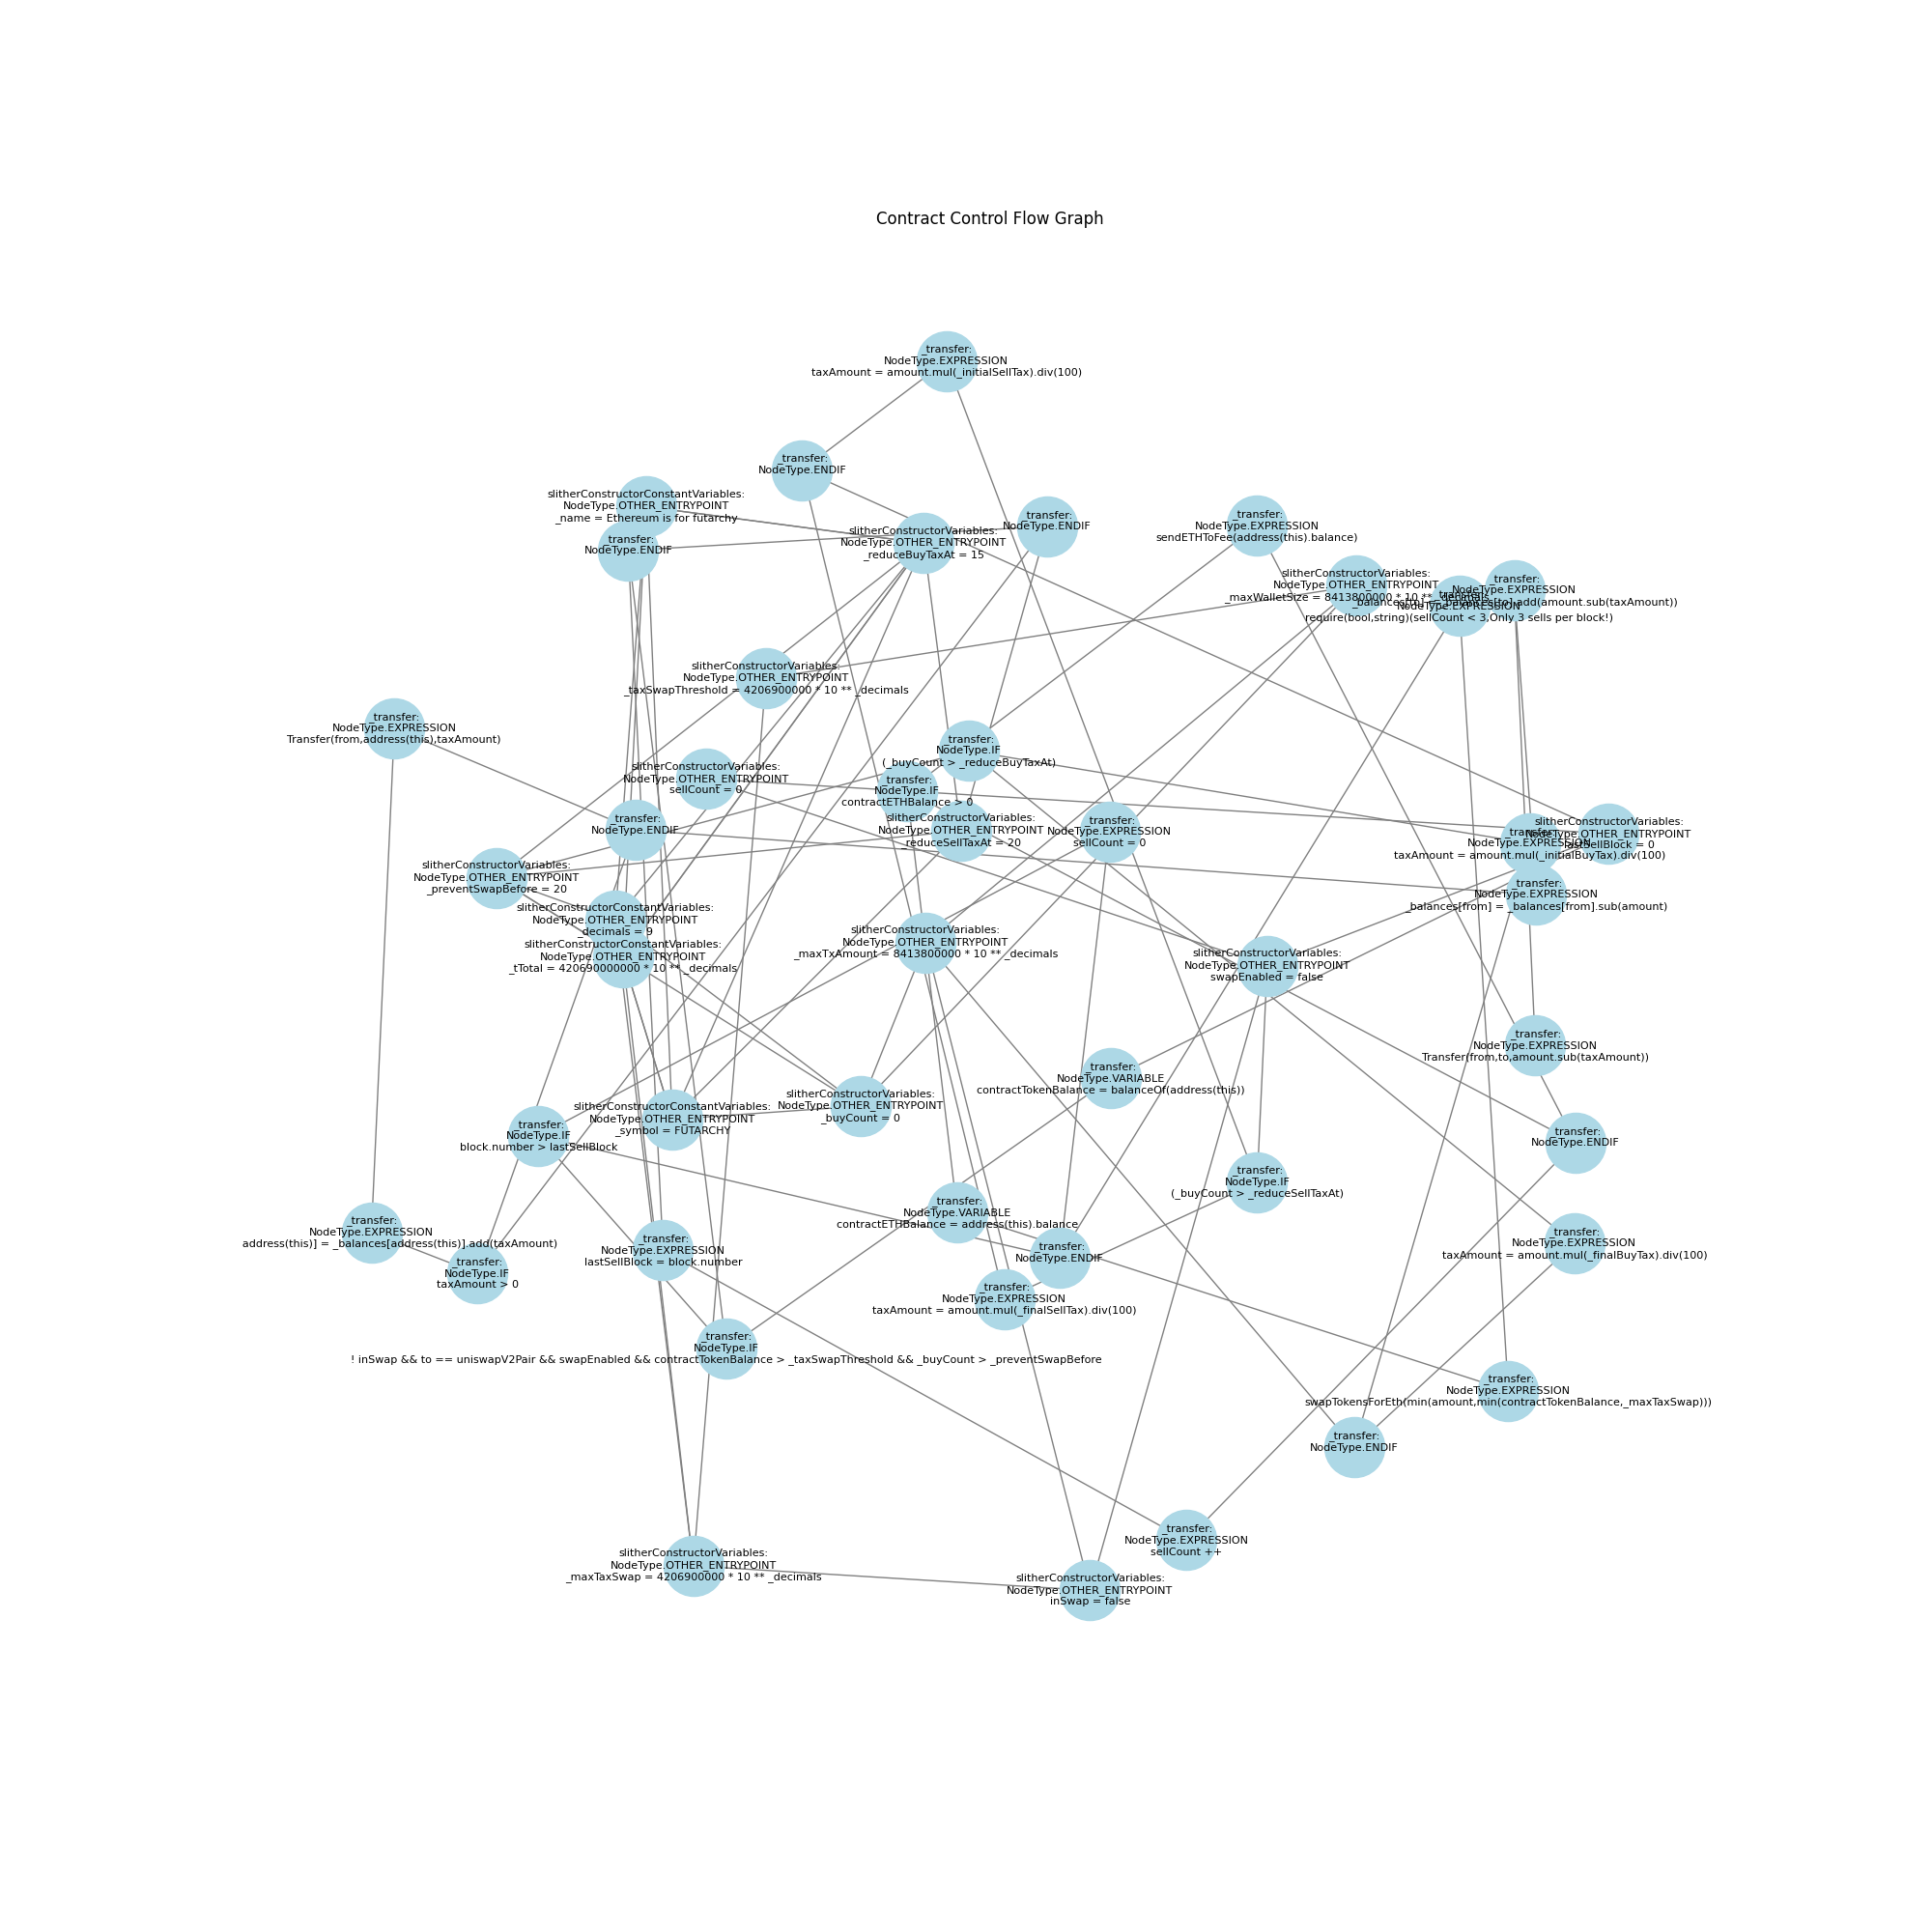 Contract Control Flow Graph
_transfer:
NodeType.EXPRESSION
taxAmount = amount.mul(_initialSellTax).div(100)
_transfer:
NodeType.ENDIF
slitherConstructorConstantVariables:
NodeType.OTHER_ENTRYPOINT
_name = Ethereum is for futarchy
_transfer:
NodeType.ENDIF
slitherConstructorVariables:
NodeType.OTHER_ENTRYPOINT
_reduceBuyTaxAt = 15
_transfer:
NodeType.ENDIF
_transfer:
NodeType.EXPRESSION
sendETHToFee(address(this).balance)
slitherConstructorVariables:
NodeType.OTHER_ENTRYPOINT
_maxWalletSize = 8413800000 * 10 ** _decimals
_transfer:
NodeType.EXPRESSION
_balances[to] = _balances[to].add(amount.sub(taxAmount))
_transfer:
NodeType.EXPRESSION
require(bool,string)(sellCount < 3,Only 3 sells per block!)
slitherConstructorVariables:
NodeType.OTHER_ENTRYPOINT
_taxSwapThreshold = 4206900000 * 10 ** _decimals
_transfer:
NodeType.EXPRESSION
Transfer(from,address(this),taxAmount)
_transfer:
NodeType.IF
(_buyCount > _reduceBuyTaxAt)
slitherConstructorVariables:
NodeType.OTHER_ENTRYPOINT
sellCount = 0
_transfer:
NodeType.IF
contractETHBalance > 0
slitherConstructorVariables:
NodeType.OTHER_ENTRYPOINT
_reduceSellTaxAt = 20
_transfer:
NodeType.EXPRESSION
sellCount = 0
_transfer:
NodeType.ENDIF
slitherConstructorVariables:
NodeType.OTHER_ENTRYPOINT
lastSellBlock = 0
_transfer:
NodeType.EXPRESSION
taxAmount = amount.mul(_initialBuyTax).div(100)
slitherConstructorVariables:
NodeType.OTHER_ENTRYPOINT
_preventSwapBefore = 20
_transfer:
NodeType.EXPRESSION
_balances[from] = _balances[from].sub(amount)
slitherConstructorConstantVariables:
NodeType.OTHER_ENTRYPOINT
_decimals = 9
slitherConstructorConstantVariables:
NodeType.OTHER_ENTRYPOINT
_tTotal = 420690000000 * 10 ** _decimals
slitherConstructorVariables:
NodeType.OTHER_ENTRYPOINT
_maxTxAmount = 8413800000 * 10 ** _decimals
slitherConstructorVariables:
NodeType.OTHER_ENTRYPOINT
swapEnabled = false
_transfer:
NodeType.EXPRESSION
Transfer(from,to,amount.sub(taxAmount))
_transfer:
NodeType.VARIABLE
contractTokenBalance = balanceOf(address(this))
slitherConstructorVariables:
NodeType.OTHER_ENTRYPOINT
_buyCount = 0
slitherConstructorConstantVariables:
NodeType.OTHER_ENTRYPOINT
_symbol = FUTARCHY
_transfer:
NodeType.IF
block.number > lastSellBlock
_transfer:
NodeType.ENDIF
_transfer:
NodeType.IF
(_buyCount > _reduceSellTaxAt)
_transfer:
NodeType.VARIABLE
contractETHBalance = address(this).balance
_transfer:
NodeType.EXPRESSION
address(this)] = _balances[address(this)].add(taxAmount)
_transfer:
NodeType.EXPRESSION
taxAmount = amount.mul(_finalBuyTax).div(100)
_transfer:
NodeType.EXPRESSION
lastSellBlock = block.number
_transfer:
NodeType.ENDIF
_transfer:
NodeType.IF
taxAmount > 0
_transfer:
NodeType.EXPRESSION
taxAmount = amount.mul(_finalSellTax).div(100)
_transfer:
NodeType.IF
! inSwap && to == uniswapV2Pair && swapEnabled && contractTokenBalance > _taxSwapThreshold && _buyCount > _preventSwapBefore
_transfer:
NodeType.EXPRESSION
swapTokensForEth(min(amount,min(contractTokenBalance,_maxTaxSwap)))
_transfer:
NodeType.ENDIF
_transfer:
NodeType.EXPRESSION
sellCount ++
slitherConstructorVariables:
NodeType.OTHER_ENTRYPOINT
_maxTaxSwap = 4206900000 * 10 ** _decimals
slitherConstructorVariables:
NodeType.OTHER_ENTRYPOINT
inSwap = false